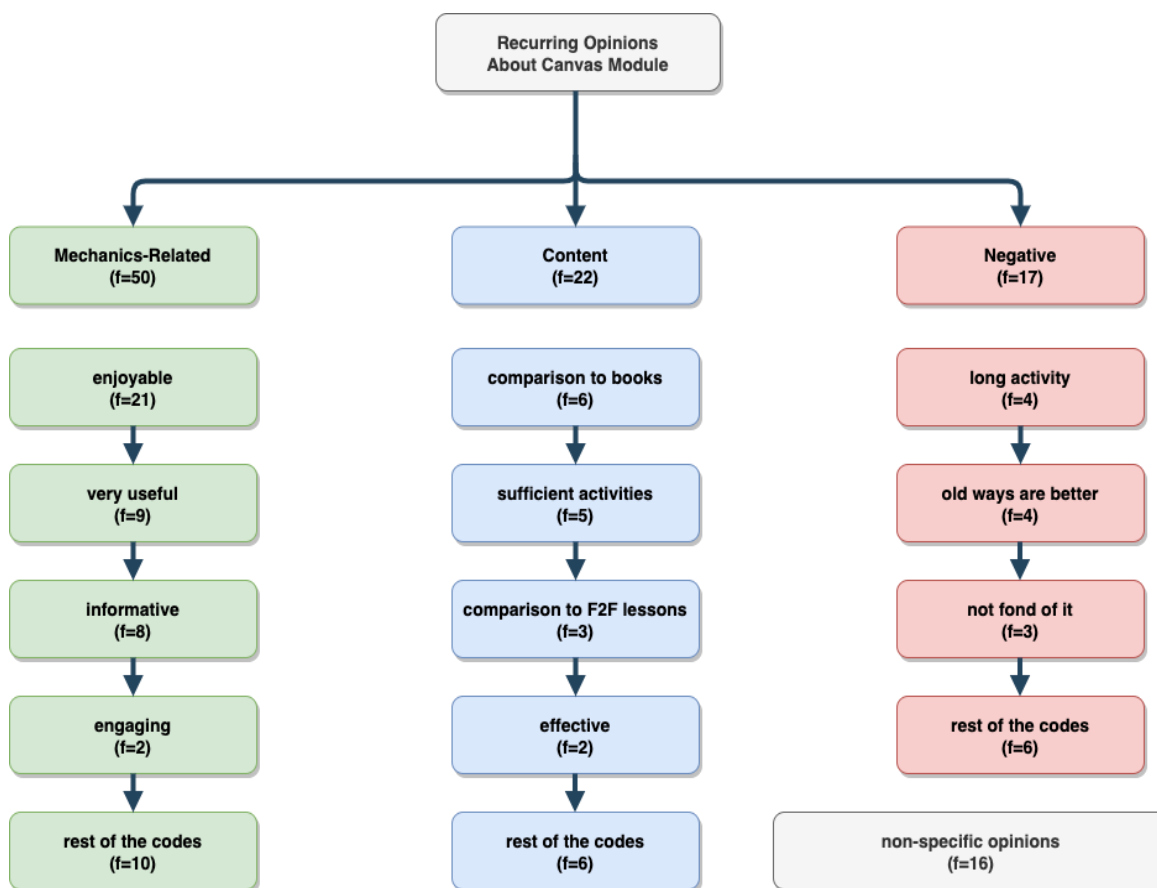 Recurring Opinions
About Canvas Module
Mechanics-Related
(f=50)
Content
(f=22)
Negative
(f=17)
enjoyable
(f=21)
comparison to books
(f=6)
long activity
(f=4)
very useful
(f=9)
sufficient activities
(f=5)
old ways are better
(f=4)
informative
(f=8)
comparison to F2F lessons
(f=3)
not fond of it
(f=3)
engaging
(f=2)
effective
(f=2)
rest of the codes
(f=6)
rest of the codes
(f=10)
rest of the codes
(f=6)
non-specific opinions
(f=16)